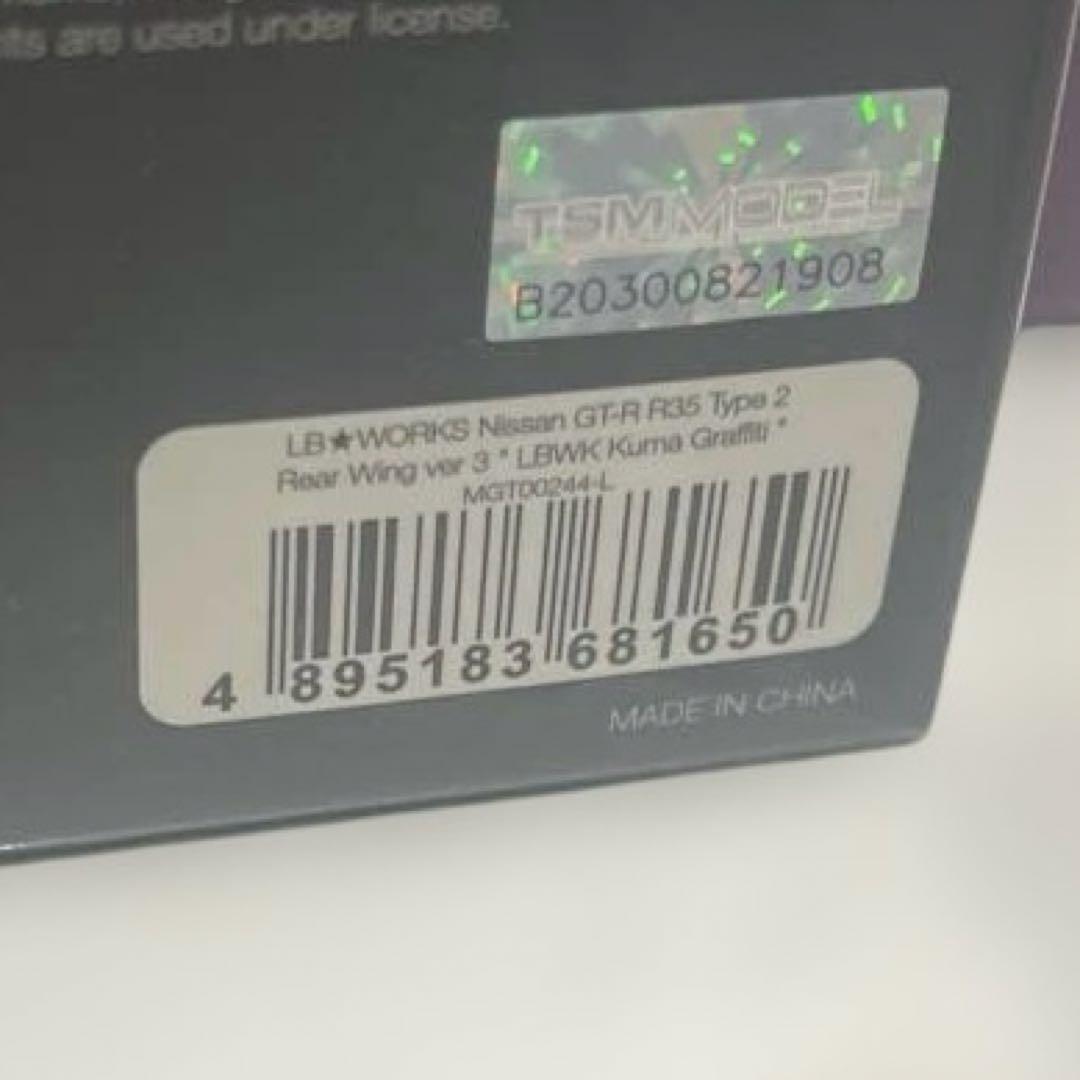 are used under license.
TSM MODEL
B20300821908
LB★WORKS Nissan GT-R R35 Type 2
Rear Wing ver 3 * LBWK Kuma Graffiti *
MGT00244-L
4 895183 681650
MADE IN CHINA